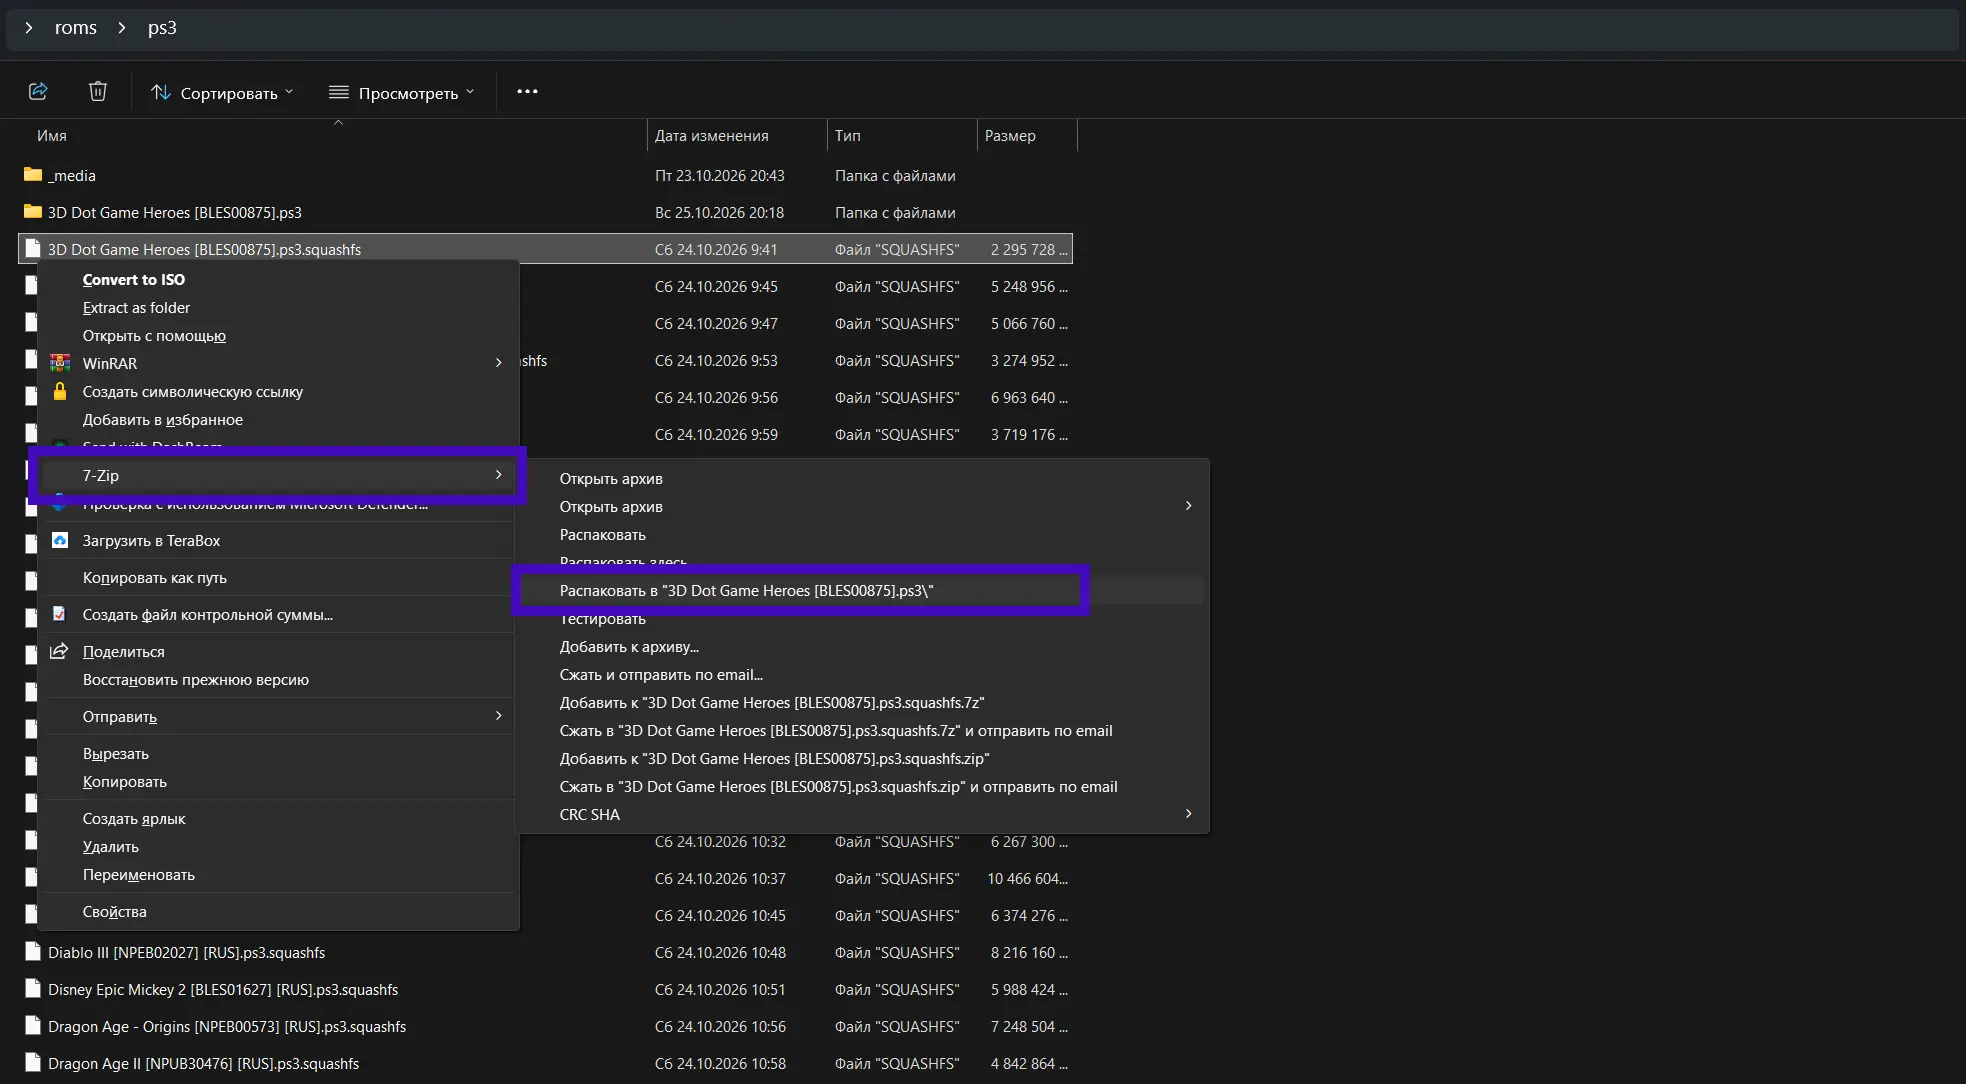 roms > ps3
Сортировать
Просмотреть
Имя
Дата изменения
Тип
Размер
_media
Пт 23.10.2026 20:43
Папка с файлами
3D Dot Game Heroes [BLES00875].ps3
Вс 25.10.2026 20:18
Папка с файлами
3D Dot Game Heroes [BLES00875].ps3.squashfs
Сб 24.10.2026 9:41
Файл "SQUASHFS"
2 295 728 ...
Сб 24.10.2026 9:45
Файл "SQUASHFS"
5 248 956 ...
Сб 24.10.2026 9:47
Файл "SQUASHFS"
5 066 760 ...
shfs
Сб 24.10.2026 9:53
Файл "SQUASHFS"
3 274 952 ...
Сб 24.10.2026 9:56
Файл "SQUASHFS"
6 963 640 ...
Сб 24.10.2026 9:59
Файл "SQUASHFS"
3 719 176 ...
Convert to ISO
Extract as folder
Открыть с помощью
WinRAR
Создать символическую ссылку
Добавить в избранное
7-Zip
Проверка с использованием Microsoft Defender...
Загрузить в TeraBox
Копировать как путь
Создать файл контрольной суммы...
Поделиться
Восстановить прежнюю версию
Отправить
Вырезать
Копировать
Создать ярлык
Удалить
Переименовать
Свойства
Открыть архив
Открыть архив
Распаковать
Распаковать здесь
Распаковать в "3D Dot Game Heroes [BLES00875].ps3\"
Тестировать
Добавить к архиву...
Сжать и отправить по email...
Добавить к "3D Dot Game Heroes [BLES00875].ps3.squashfs.7z"
Сжать в "3D Dot Game Heroes [BLES00875].ps3.squashfs.7z" и отправить по email
Добавить к "3D Dot Game Heroes [BLES00875].ps3.squashfs.zip"
Сжать в "3D Dot Game Heroes [BLES00875].ps3.squashfs.zip" и отправить по email
CRC SHA
Сб 24.10.2026 10:32
Файл "SQUASHFS"
6 267 300 ...
Сб 24.10.2026 10:37
Файл "SQUASHFS"
10 466 604...
Сб 24.10.2026 10:45
Файл "SQUASHFS"
6 374 276 ...
Diablo III [NPEB02027] [RUS].ps3.squashfs
Сб 24.10.2026 10:48
Файл "SQUASHFS"
8 216 160 ...
Disney Epic Mickey 2 [BLES01627] [RUS].ps3.squashfs
Сб 24.10.2026 10:51
Файл "SQUASHFS"
5 988 424 ...
Dragon Age - Origins [NPEB00573] [RUS].ps3.squashfs
Сб 24.10.2026 10:56
Файл "SQUASHFS"
7 248 504 ...
Dragon Age II [NPUB30476] [RUS].ps3.squashfs
Сб 24.10.2026 10:58
Файл "SQUASHFS"
4 842 864 ...